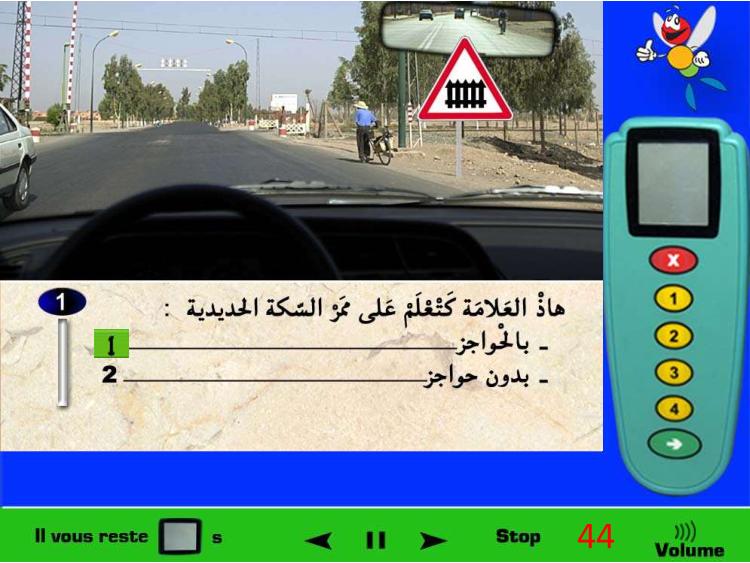 1
هاذْ العَلامَة كَتْعْلَمْ عَلى مَمَرْ السّكة الحديدية :
- بالحْواجز 1
- بدون حواجز 2
X
1
2
3
4
Il vous reste s
Stop
44
Volume